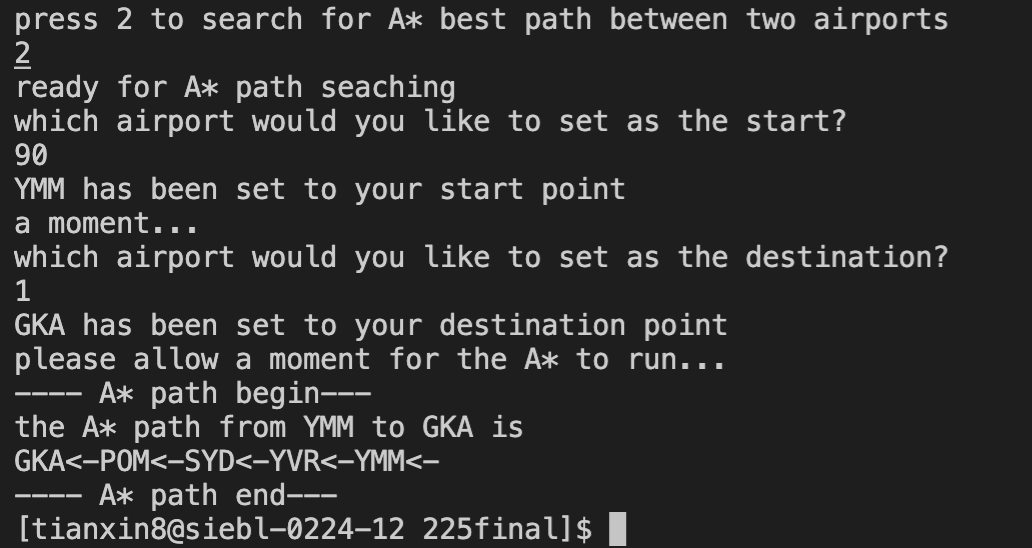 press 2 to search for A* best path between two airports
2
ready for A* path seaching
which airport would you like to set as the start?
90
YMM has been set to your start point
a moment...
which airport would you like to set as the destination?
1
GKA has been set to your destination point
please allow a moment for the A* to run...
---- A* path begin---
the A* path from YMM to GKA is
GKA<-POM<-SYD<-YVR<-YMM<-
---- A* path end---
[tianxin8@siebl-0224-12 225final]$